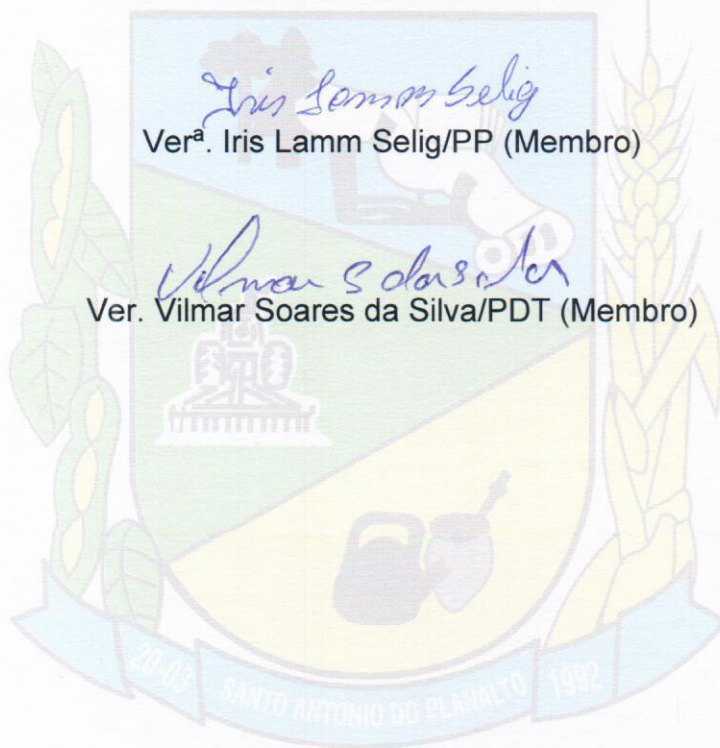 Iris Lamm Selig
Verª. Iris Lamm Selig/PP (Membro)
Vilmar S da Silva
Ver. Vilmar Soares da Silva/PDT (Membro)
20-03 SANTO ANTÔNIO DO PLANALTO 1992